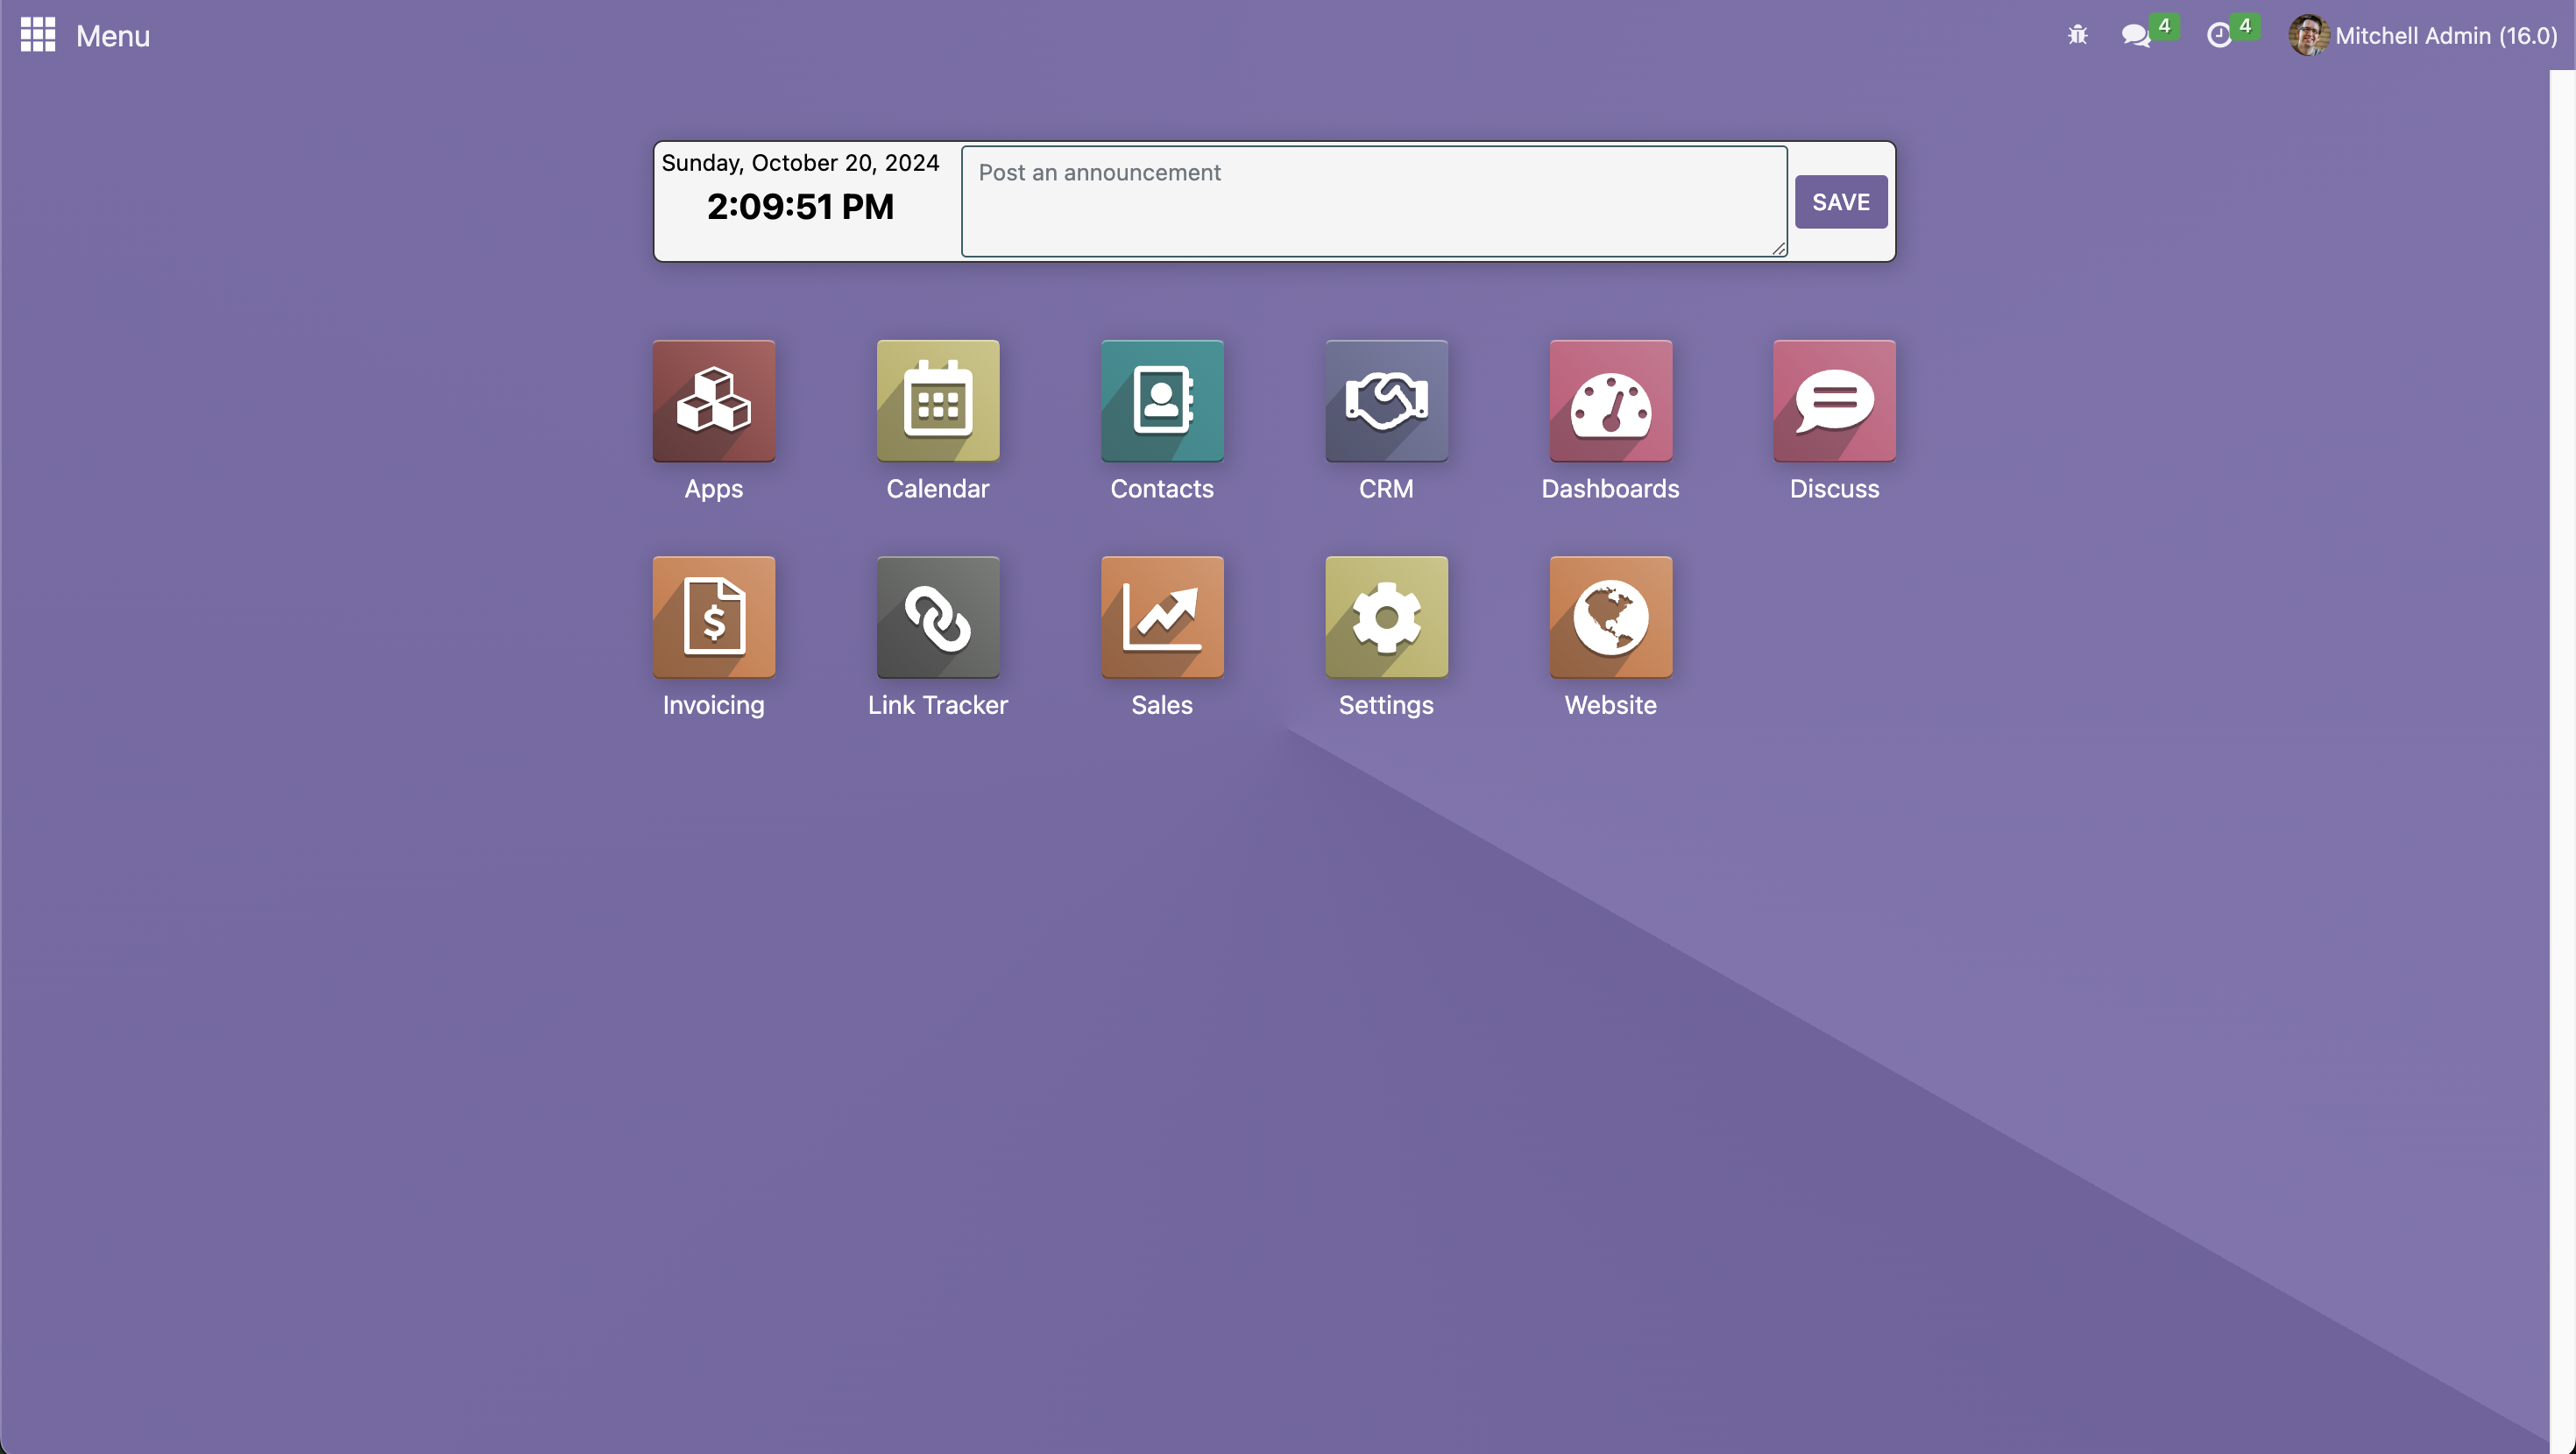 Menu
4
4
Mitchell Admin (16.0)
Sunday, October 20, 2024
2:09:51 PM
Post an announcement
SAVE
Apps
Calendar
Contacts
CRM
Dashboards
Discuss
Invoicing
Link Tracker
Sales
Settings
Website